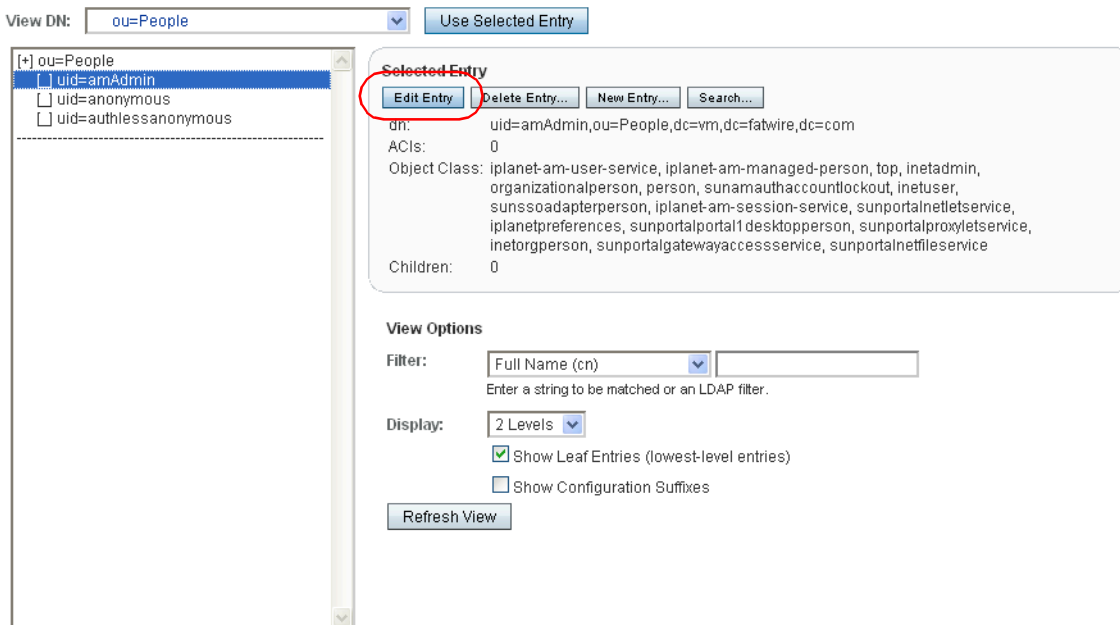 View DN: ou=People Use Selected Entry
[+] ou=People
[ ] uid=amAdmin
[ ] uid=anonymous
[ ] uid=authlessanonymous
Selected Entry
Edit Entry Delete Entry... New Entry... Search...
dn: uid=amAdmin,ou=People,dc=vm,dc=fatwire,dc=com
ACIs: 0
Object Class: iplanet-am-user-service, iplanet-am-managed-person, top, inetadmin,
organizationalperson, person, sunamauthaccountlockout, inetuser,
sunssoadapterperson, iplanet-am-session-service, sunportalnetletservice,
iplanetpreferences, sunportalportal1desktopperson, sunportalproxyletservice,
inetorgperson, sunportalgatewayaccessservice, sunportalnetfileservice
Children: 0
View Options
Filter: Full Name (cn)
Enter a string to be matched or an LDAP filter.
Display: 2 Levels
Show Leaf Entries (lowest-level entries)
Show Configuration Suffixes
Refresh View